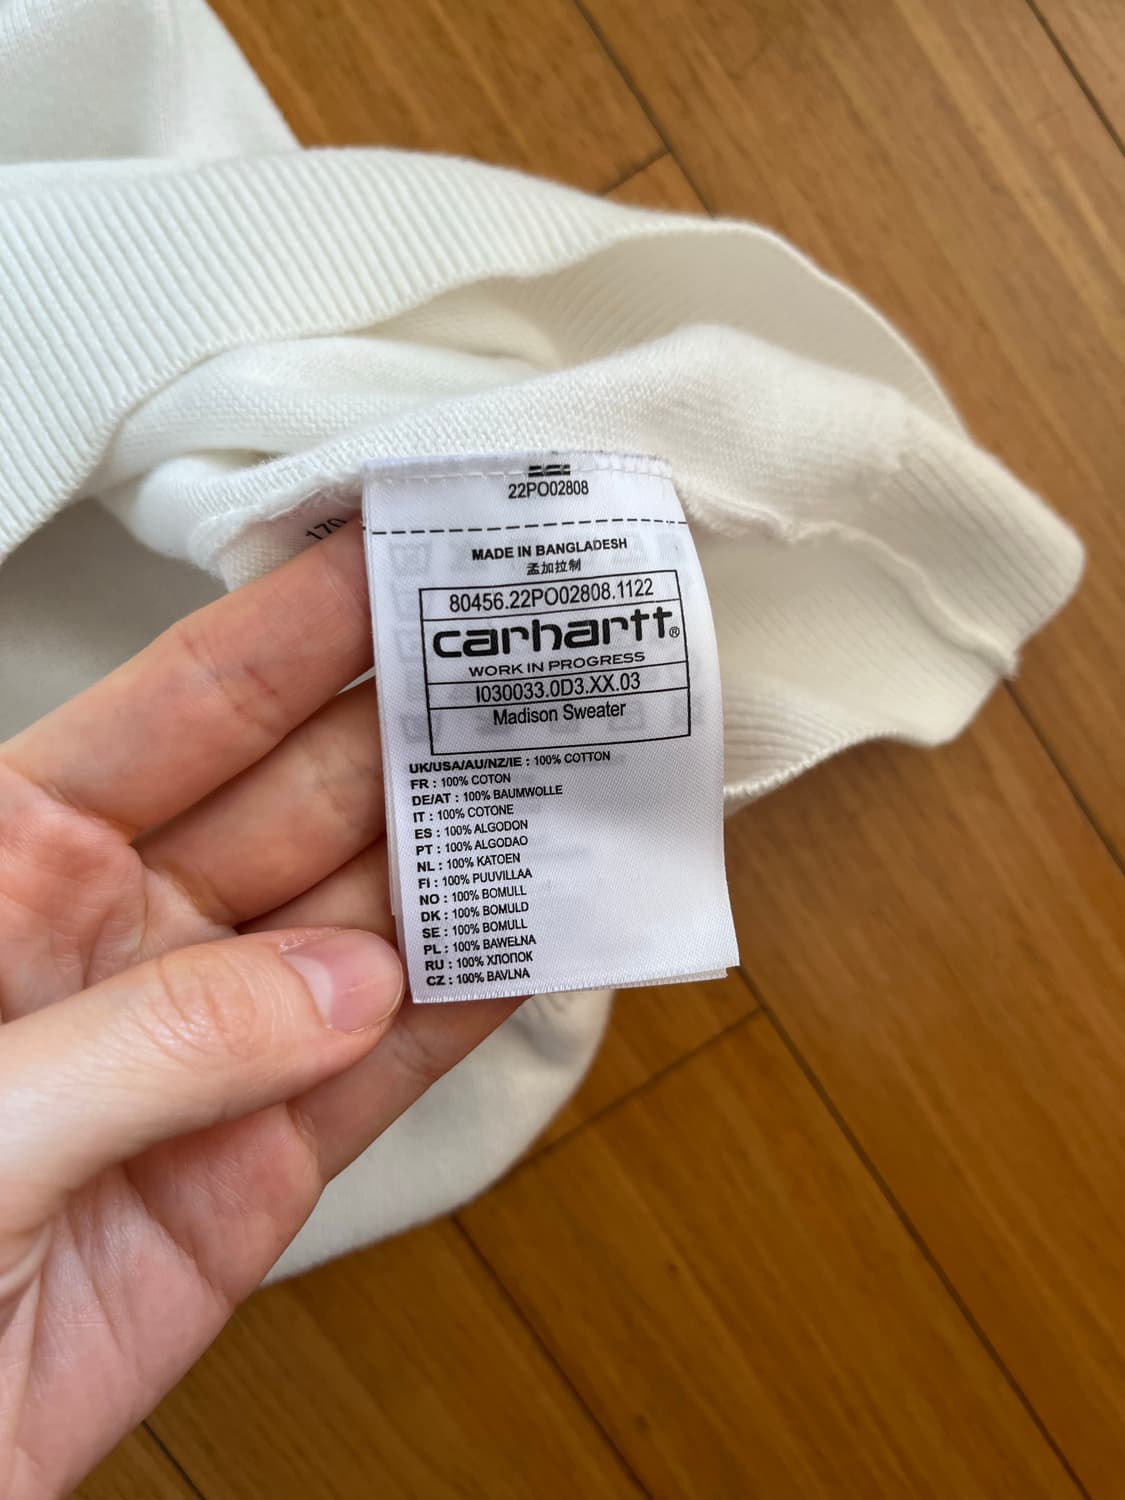 22PO02808
170
MADE IN BANGLADESH
孟加拉制
80456.22PO02808.1122
carhartt®
WORK IN PROGRESS
I030033.0D3.XX.03
Madison Sweater
UK/USA/AU/NZ/IE : 100% COTTON
FR : 100% COTON
DE/AT : 100% BAUMWOLLE
IT : 100% COTONE
ES : 100% ALGODON
PT : 100% ALGODAO
NL : 100% KATOEN
FI : 100% PUUVILLAA
NO : 100% BOMULL
DK : 100% BOMULD
SE : 100% BOMULL
PL : 100% BAWEŁNA
RU : 100% ХЛОПОК
CZ : 100% BAVLNA